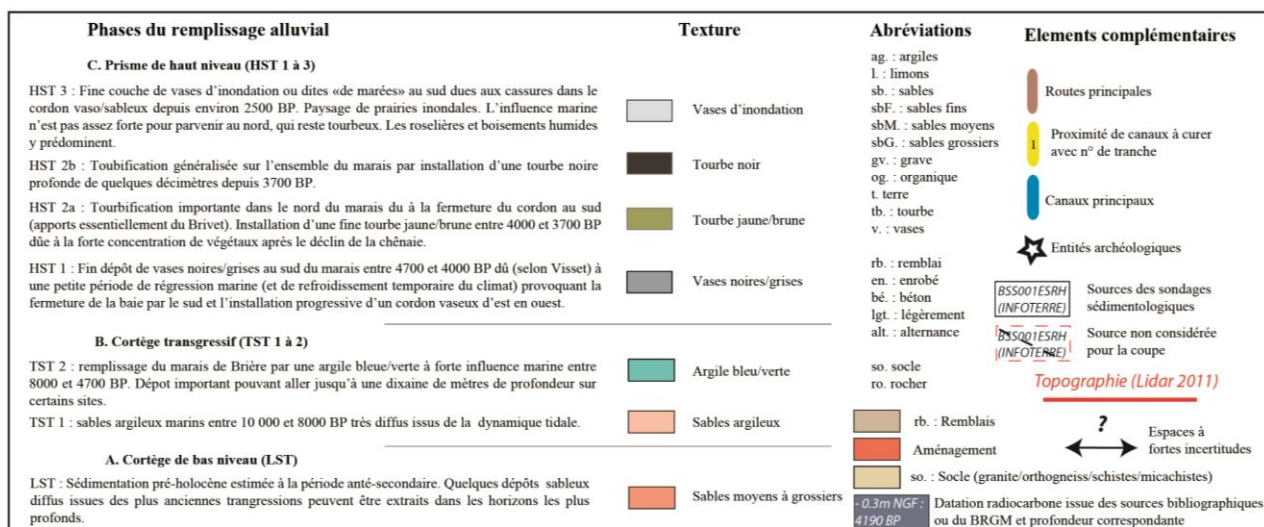 Phases du remplissage alluvial
C. Prisme de haut niveau (HST 1 à 3)
HST 3 : Fine couche de vases d'inondation ou dites «de marées» au sud dues aux cassures dans le
cordon vaso/sableux depuis environ 2500 BP. Paysage de prairies inondales. L'influence marine
n'est pas assez forte pour parvenir au nord, qui reste tourbeux. Les roselières et boisements humides
y prédominent.
HST 2b : Toubification généralisée sur l'ensemble du marais par installation d'une tourbe noire
profonde de quelques décimètres depuis 3700 BP.
HST 2a : Tourbification importante dans le nord du marais du à la fermeture du cordon au sud
(apports essentiellement du Brivet). Installation d'une fine tourbe jaune/brune entre 4000 et 3700 BP
dûe à la forte concentration de végétaux après le déclin de la chênaie.
HST 1 : Fin dépôt de vases noires/grises au sud du marais entre 4700 et 4000 BP dû (selon Visset) à
une petite période de régression marine (et de refroidissement temporaire du climat) provoquant la
fermeture de la baie par le sud et l'installation progressive d'un cordon vaseux d'est en ouest.
B. Cortège transgressif (TST 1 à 2)
TST 2 : remplissage du marais de Brière par une argile bleue/verte à forte influence marine entre
8000 et 4700 BP. Dépot important pouvant aller jusqu'à une dixaine de mètres de profondeur sur
certains sites.
TST 1 : sables argileux marins entre 10 000 et 8000 BP très diffus issus de la dynamique tidale.
A. Cortège de bas niveau (LST)
LST : Sédimentation pré-holocène estimée à la période anté-secondaire. Quelques dépôts sableux
diffus issues des plus anciennes trangressions peuvent être extraits dans les horizons les plus
profonds.
Texture
Vases d'inondation
Tourbe noir
Tourbe jaune/brune
Vases noires/grises
Argile bleu/verte
Sables argileux
Sables moyens à grossiers
Abréviations
ag. : argiles
l. : limons
sb. : sables
sbF. : sables fins
sbM. : sables moyens
sbG. : sables grossiers
gv. : grave
og. : organique
t. terre
tb. : tourbe
v. : vases
rb. : remblai
en. : enrobé
bé. : béton
lgt. : légèrement
alt. : alternance
so. socle
ro. rocher
rb. : Remblais
Aménagement
so. : Socle (granite/orthogneiss/schistes/micachistes)
- 0.3m NGF :
4190 BP
Datation radiocarbone issue des sources bibliographiques
ou du BRGM et profondeur correspondante
Elements complémentaires
Routes principales
1
Proximité de canaux à curer
avec n° de tranche
Canaux principaux
Entités archéologiques
BSS001ESRH
(INFOTERRE)
Sources des sondages
sédimentologiques
BSS001ESRH
(INFOTERRE)
Source non considérée
pour la coupe
Topographie (Lidar 2011)
?
Espaces à
fortes incertitudes